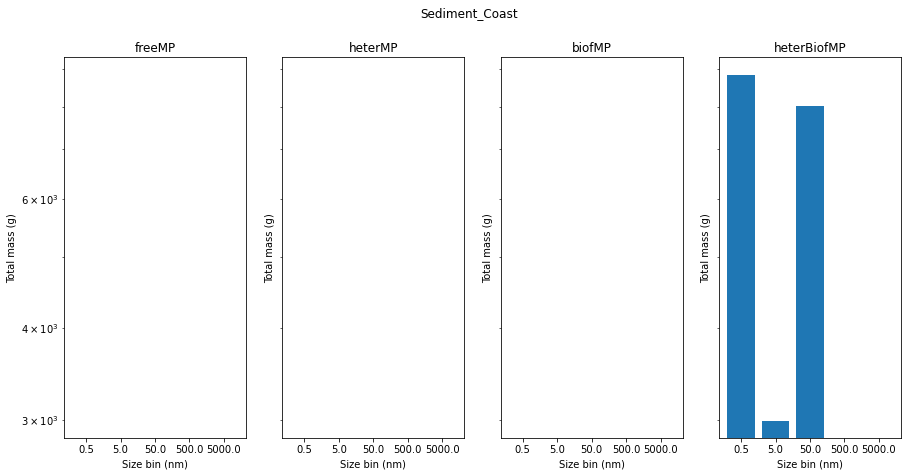 Sediment_Coast
freeMP
heterMP
biofMP
heterBiofMP
Total mass (g)
6 × 10³
4 × 10³
3 × 10³
0.5 5.0 50.0 500.0 5000.0
Size bin (nm)
Total mass (g)
0.5 5.0 50.0 500.0 5000.0
Size bin (nm)
Total mass (g)
0.5 5.0 50.0 500.0 5000.0
Size bin (nm)
Total mass (g)
0.5 5.0 50.0 500.0 5000.0
Size bin (nm)